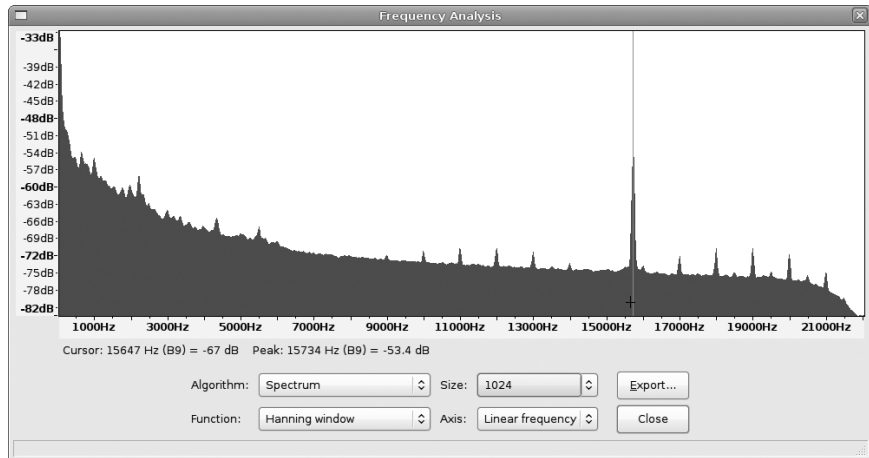 Frequency Analysis
-33dB
-39dB
-42dB
-45dB
-48dB
-51dB
-54dB
-57dB
-60dB
-63dB
-66dB
-69dB
-72dB
-75dB
-78dB
-82dB
1000Hz 3000Hz 5000Hz 7000Hz 9000Hz 11000Hz 13000Hz 15000Hz 17000Hz 19000Hz 21000Hz
Cursor: 15647 Hz (B9) = -67 dB Peak: 15734 Hz (B9) = -53.4 dB
Algorithm: Spectrum Size: 1024 Export...
Function: Hanning window Axis: Linear frequency Close